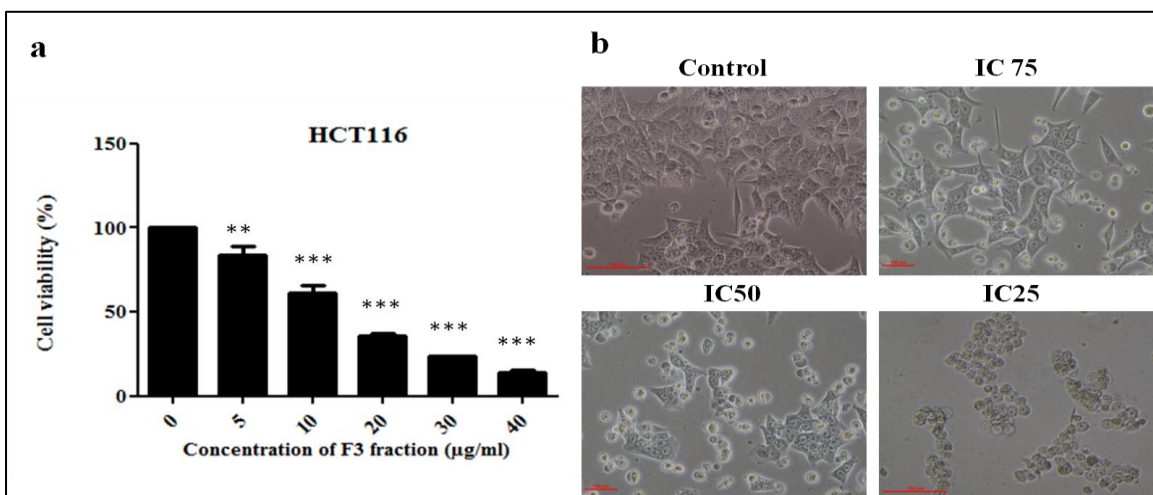 a
HCT116
Cell viability (%)
150
100
50
0
**
***
***
***
***
0
5
10
20
30
40
Concentration of F3 fraction (µg/ml)
b
Control
IC 75
IC50
IC25